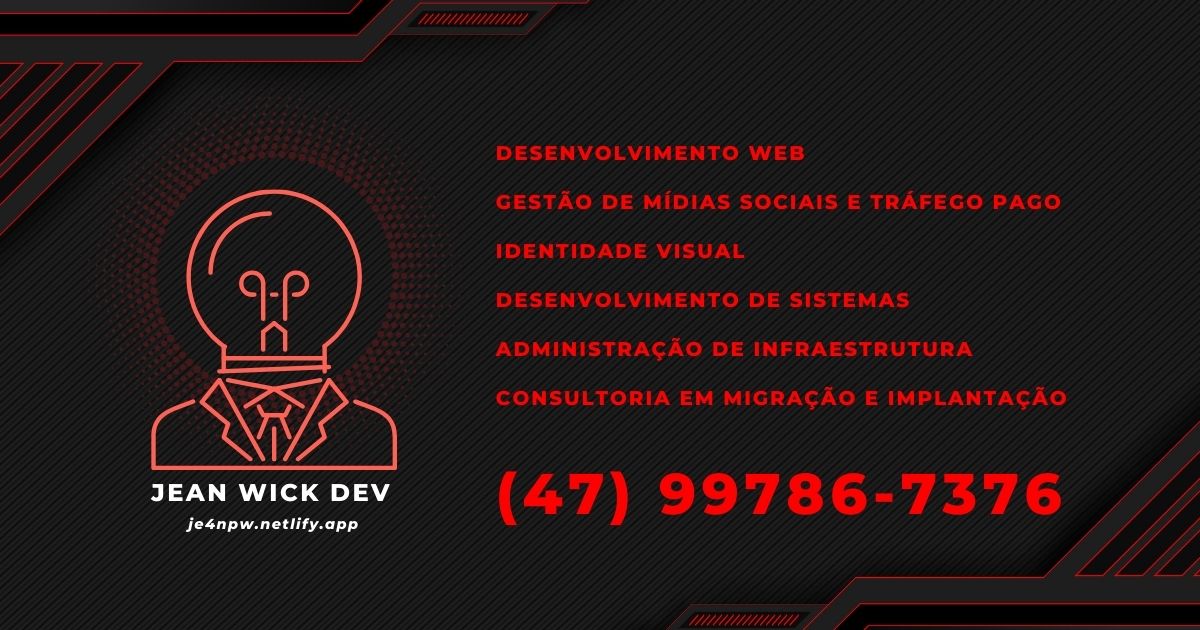 DESENVOLVIMENTO WEB
GESTÃO DE MÍDIAS SOCIAIS E TRÁFEGO PAGO
IDENTIDADE VISUAL
DESENVOLVIMENTO DE SISTEMAS
ADMINISTRAÇÃO DE INFRAESTRUTURA
CONSULTORIA EM MIGRAÇÃO E IMPLANTAÇÃO
(47) 99786-7376
JEAN WICK DEV
je4npw.netlify.app